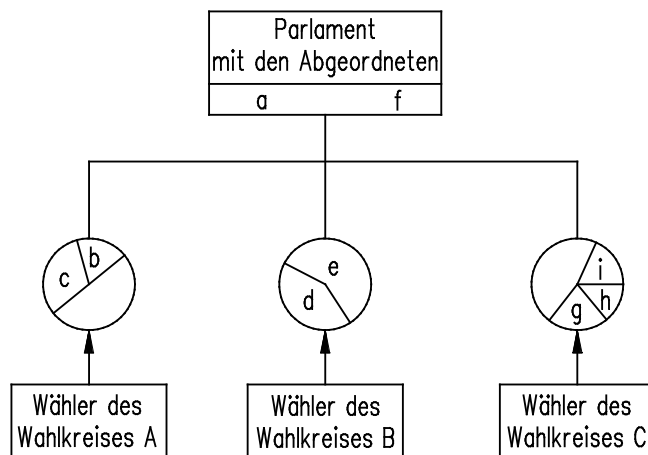 Parlament
mit den Abgeordneten
a f
b
c
e
d
i
h
g
Wähler des
Wahlkreises A
Wähler des
Wahlkreises B
Wähler des
Wahlkreises C